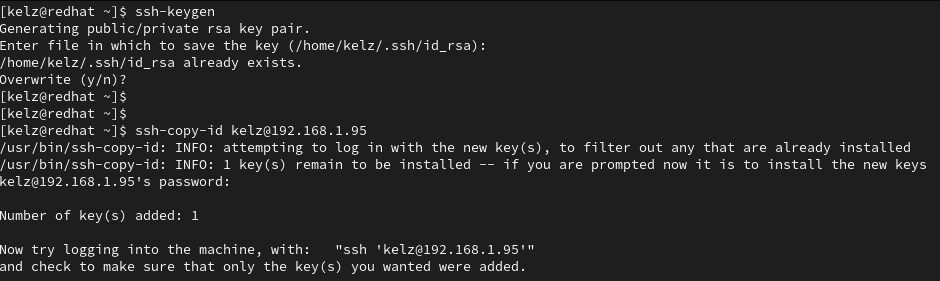 [kelz@redhat ~]$ ssh-keygen
Generating public/private rsa key pair.
Enter file in which to save the key (/home/kelz/.ssh/id_rsa):
/home/kelz/.ssh/id_rsa already exists.
Overwrite (y/n)?
[kelz@redhat ~]$
[kelz@redhat ~]$
[kelz@redhat ~]$ ssh-copy-id kelz@192.168.1.95
/usr/bin/ssh-copy-id: INFO: attempting to log in with the new key(s), to filter out any that are already installed
/usr/bin/ssh-copy-id: INFO: 1 key(s) remain to be installed -- if you are prompted now it is to install the new keys
kelz@192.168.1.95's password:
Number of key(s) added: 1
Now try logging into the machine, with:   "ssh 'kelz@192.168.1.95'"
and check to make sure that only the key(s) you wanted were added.